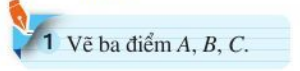 1 Vẽ ba điểm A, B, C.